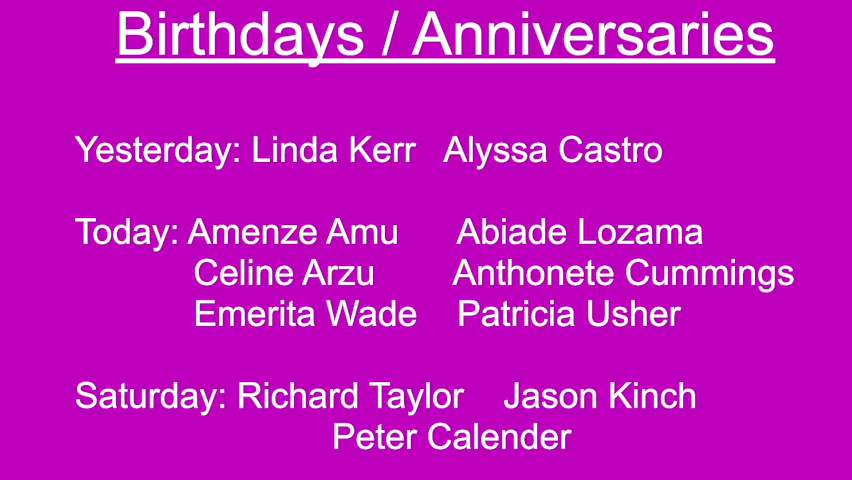 Birthdays / Anniversaries
Yesterday: Linda Kerr Alyssa Castro
Today: Amenze Amu Abiade Lozama
Celine Arzu Anthonete Cummings
Emerita Wade Patricia Usher
Saturday: Richard Taylor Jason Kinch
Peter Calender